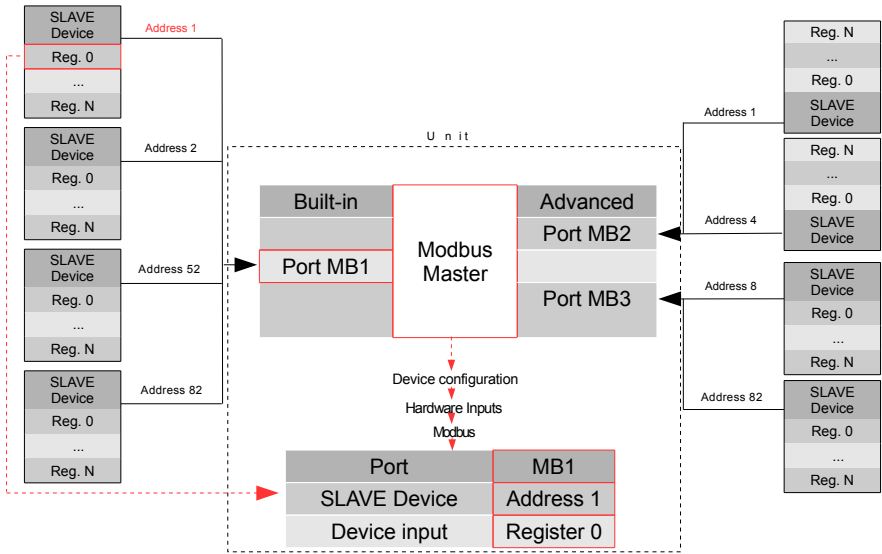 SLAVE
Device
Reg. 0
...
Reg. N
Address 1
SLAVE
Device
Reg. 0
...
Reg. N
Address 2
SLAVE
Device
Reg. 0
...
Reg. N
Address 52
SLAVE
Device
Reg. 0
...
Reg. N
Address 82
Unit
Built-in
Port MB1
Modbus
Master
Advanced
Port MB2
Port MB3
Device configuration
Hardware Inputs
Modbus
Port MB1
SLAVE Device Address 1
Device input Register 0
Address 1
Reg. N
...
Reg. 0
SLAVE
Device
Address 4
Reg. N
...
Reg. 0
SLAVE
Device
Address 8
SLAVE
Device
Reg. 0
...
Reg. N
Address 82
SLAVE
Device
Reg. 0
...
Reg. N